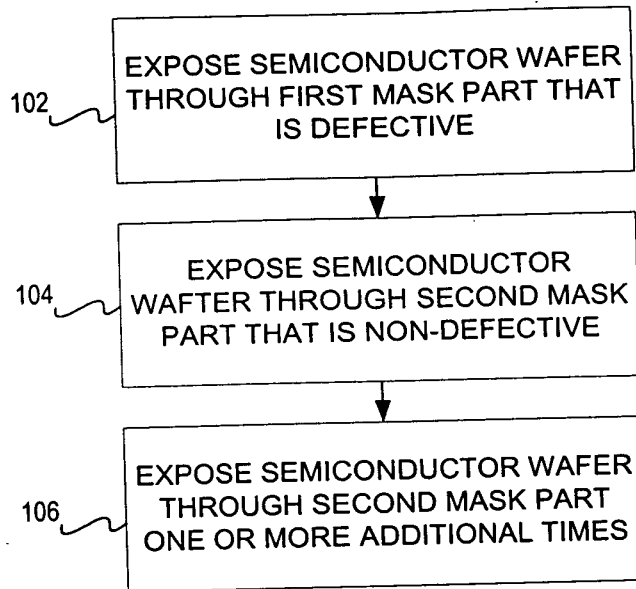 EXPOSE SEMICONDUCTOR WAFER
THROUGH FIRST MASK PART THAT
IS DEFECTIVE
102
EXPOSE SEMICONDUCTOR
WAFTER THROUGH SECOND MASK
PART THAT IS NON-DEFECTIVE
104
EXPOSE SEMICONDUCTOR WAFER
THROUGH SECOND MASK PART
ONE OR MORE ADDITIONAL TIMES
106